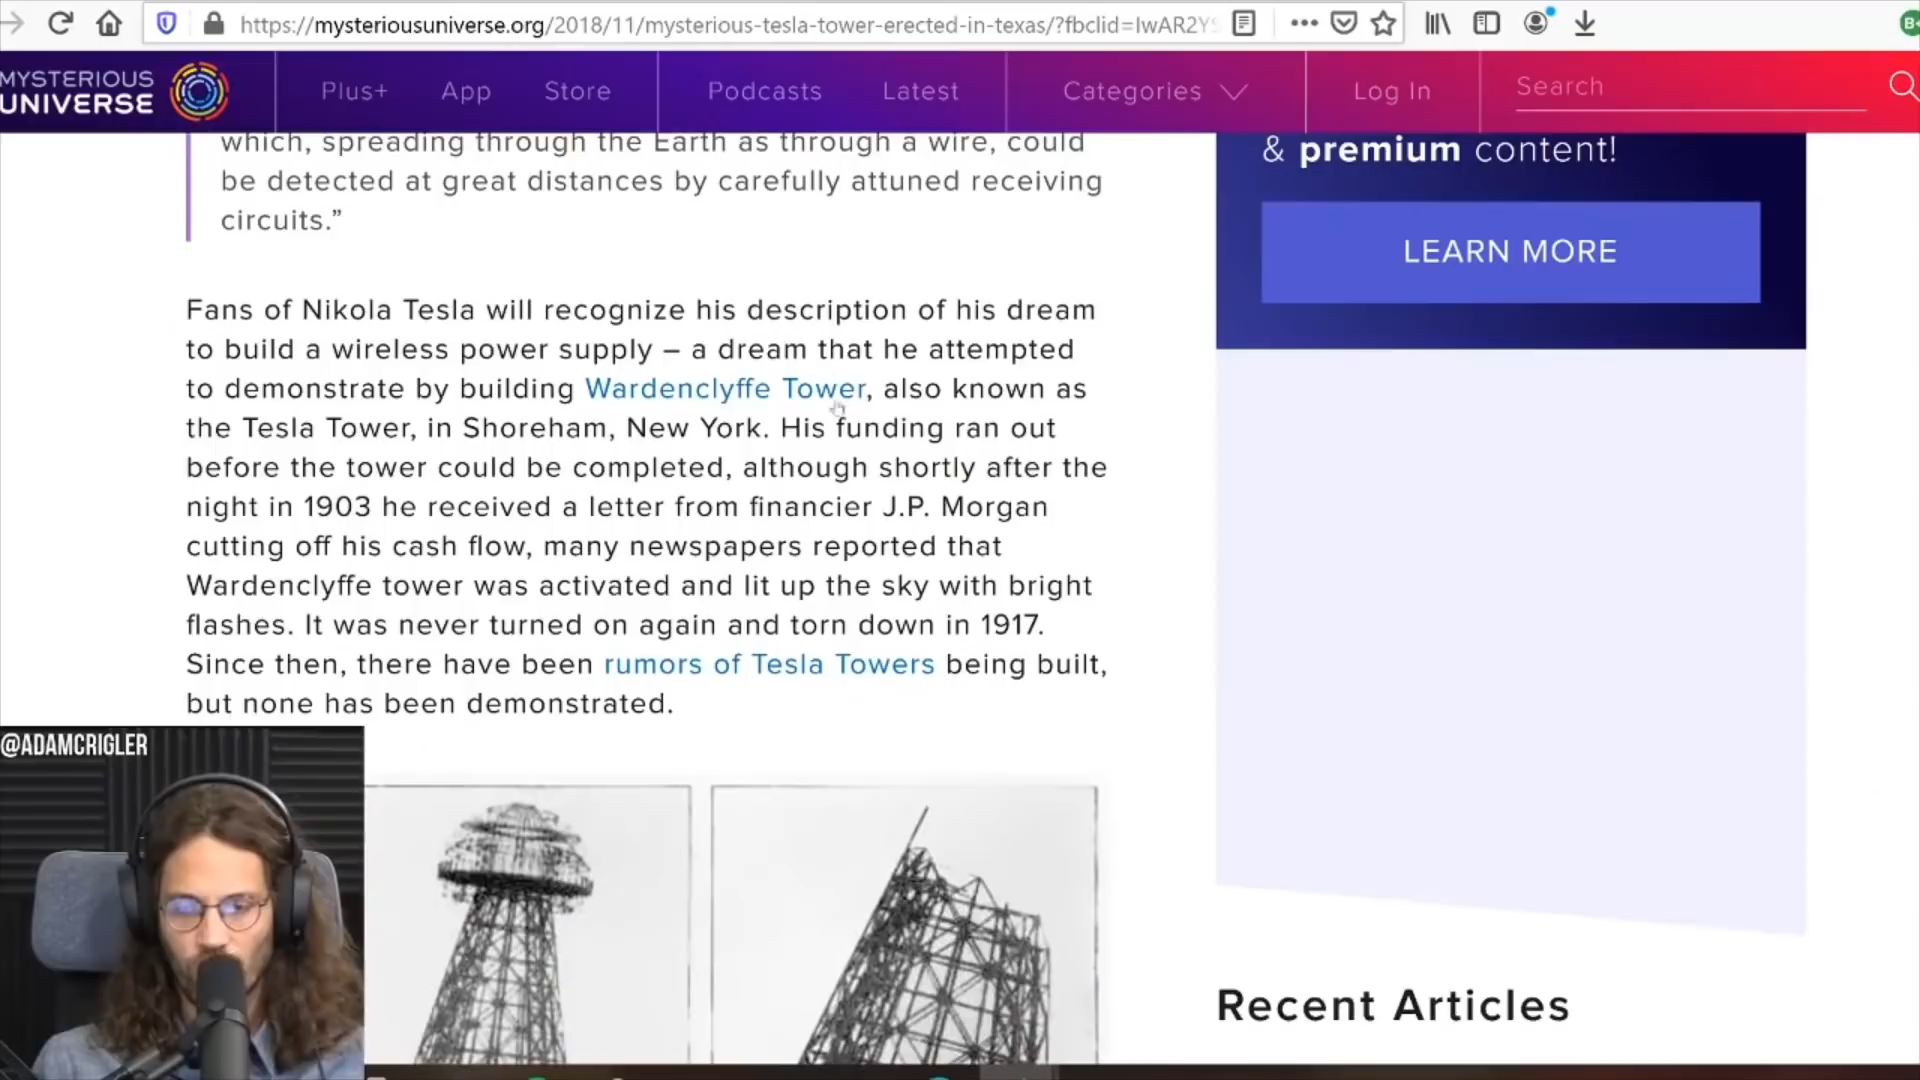 https://mysteriousuniverse.org/2018/11/mysterious-tesla-tower-erected-in-texas/?fbclid=IwAR2Y
MYSTERIOUS
UNIVERSE
Plus+
App
Store
Podcasts
Latest
Categories
Log In
Search
which, spreading through the Earth as through a wire, could
be detected at great distances by carefully attuned receiving
circuits.”
& premium content!
LEARN MORE
Fans of Nikola Tesla will recognize his description of his dream
to build a wireless power supply – a dream that he attempted
to demonstrate by building Wardenclyffe Tower, also known as
the Tesla Tower, in Shoreham, New York. His funding ran out
before the tower could be completed, although shortly after the
night in 1903 he received a letter from financier J.P. Morgan
cutting off his cash flow, many newspapers reported that
Wardenclyffe tower was activated and lit up the sky with bright
flashes. It was never turned on again and torn down in 1917.
Since then, there have been rumors of Tesla Towers being built,
but none has been demonstrated.
@ADAMCRIGLER
Recent Articles